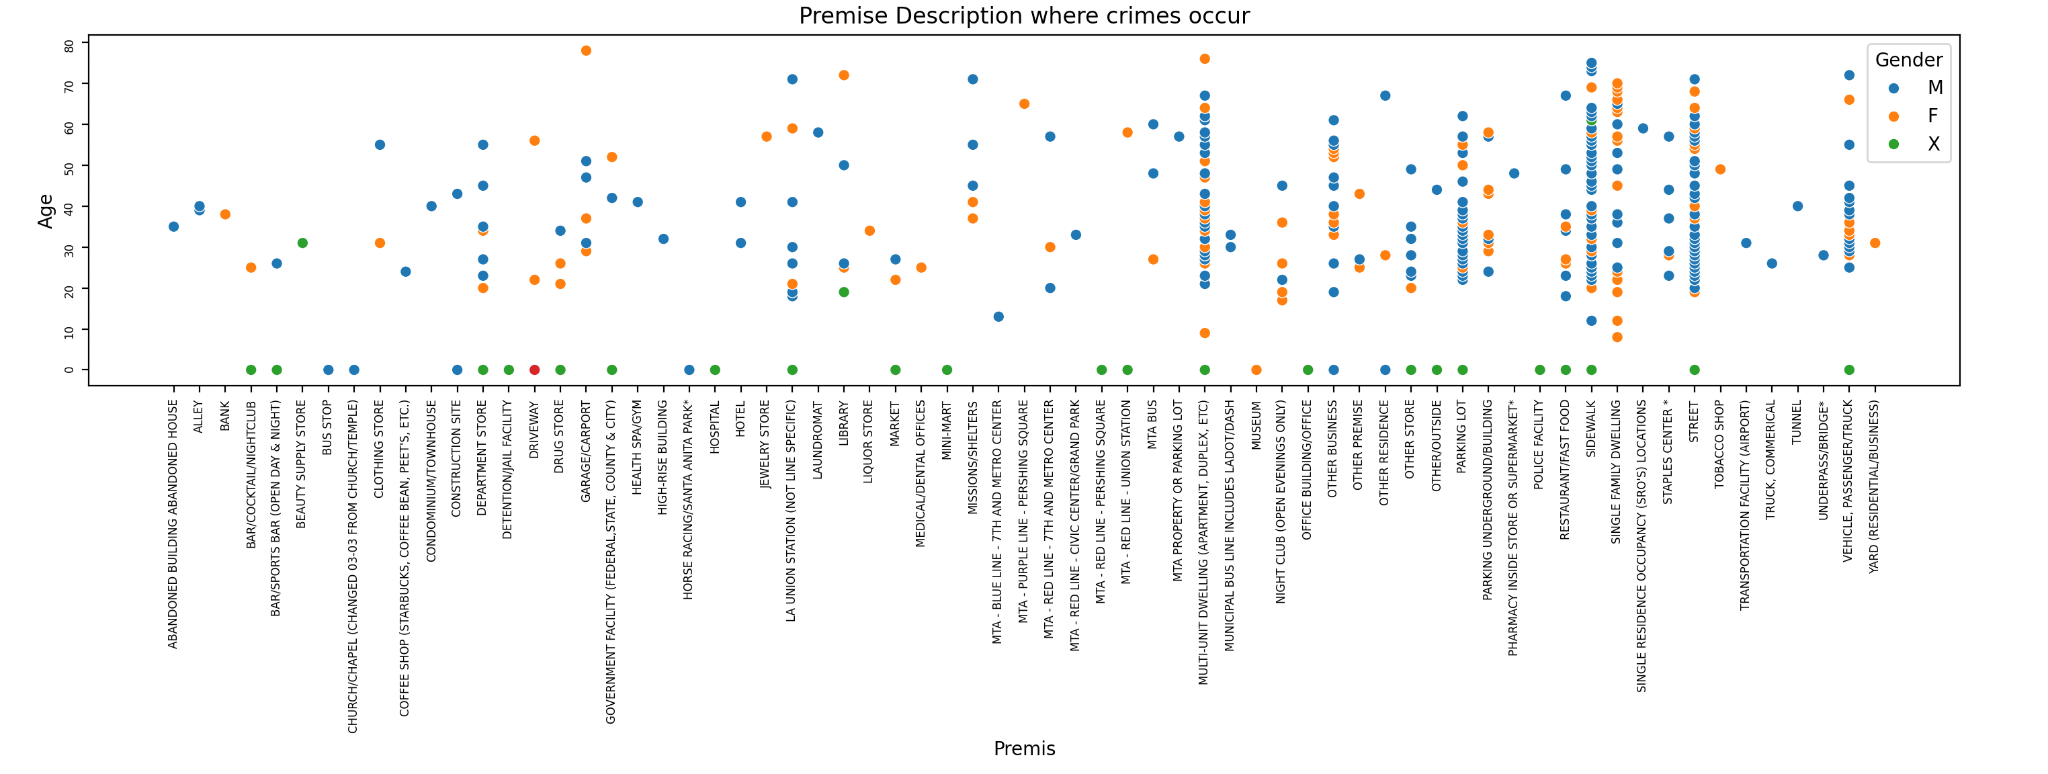 Premise Description where crimes occur
Age
80
70
60
50
40
30
20
10
0
Gender
M
F
X
ABANDONED BUILDING ABANDONED HOUSE
ALLEY
BANK
BAR/COCKTAIL/NIGHTCLUB
BAR/SPORTS BAR (OPEN DAY & NIGHT)
BEAUTY SUPPLY STORE
BUS STOP
CHURCH/CHAPEL (CHANGED 03-03 FROM CHURCH/TEMPLE)
CLOTHING STORE
COFFEE SHOP (STARBUCKS, COFFEE BEAN, PEET'S, ETC.)
CONDOMINIUM/TOWNHOUSE
CONSTRUCTION SITE
DEPARTMENT STORE
DETENTION/JAIL FACILITY
DRIVEWAY
DRUG STORE
GARAGE/CARPORT
GOVERNMENT FACILITY (FEDERAL,STATE, COUNTY & CITY)
HEALTH SPA/GYM
HIGH-RISE BUILDING
HORSE RACING/SANTA ANITA PARK*
HOSPITAL
HOTEL
JEWELRY STORE
LA UNION STATION (NOT LINE SPECIFIC)
LAUNDROMAT
LIBRARY
LIQUOR STORE
MARKET
MEDICAL/DENTAL OFFICES
MINI-MART
MISSIONS/SHELTERS
MTA - BLUE LINE - 7TH AND METRO CENTER
MTA - PURPLE LINE - PERSHING SQUARE
MTA - RED LINE - 7TH AND METRO CENTER
MTA - RED LINE - CIVIC CENTER/GRAND PARK
MTA - RED LINE - PERSHING SQUARE
MTA - RED LINE - UNION STATION
MTA BUS
MTA PROPERTY OR PARKING LOT
MULTI-UNIT DWELLING (APARTMENT, DUPLEX, ETC)
MUNICIPAL BUS LINE INCLUDES LADOT/DASH
MUSEUM
NIGHT CLUB (OPEN EVENINGS ONLY)
OFFICE BUILDING/OFFICE
OTHER BUSINESS
OTHER PREMISE
OTHER RESIDENCE
OTHER STORE
OTHER/OUTSIDE
PARKING LOT
PARKING UNDERGROUND/BUILDING
PHARMACY INSIDE STORE OR SUPERMARKET*
POLICE FACILITY
RESTAURANT/FAST FOOD
SIDEWALK
SINGLE FAMILY DWELLING
SINGLE RESIDENCE OCCUPANCY (SRO'S) LOCATIONS
STAPLES CENTER *
STREET
TOBACCO SHOP
TRANSPORTATION FACILITY (AIRPORT)
TRUCK, COMMERICAL
TUNNEL
UNDERPASS/BRIDGE*
VEHICLE, PASSENGER/TRUCK
YARD (RESIDENTIAL/BUSINESS)
Premis